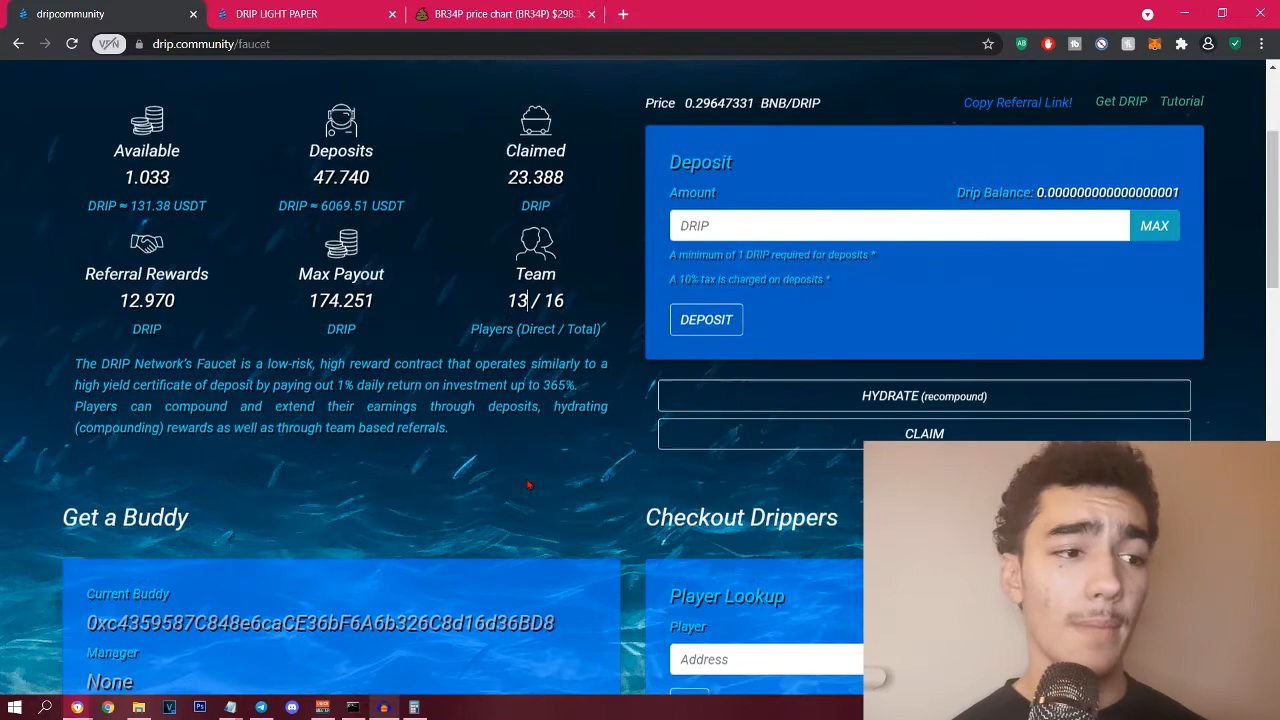 dripcommunity
DRIP LIGHT PAPER
BR34P price chart (BR34P) $298.
VPN
drip.community/faucet
Price 0.29647331 BNB/DRIP
Copy Referral Link!
Get DRIP
Tutorial
Available
1.033
DRIP ≈ 131.38 USDT
Deposits
47.740
DRIP ≈ 6069.51 USDT
Claimed
23.388
DRIP
Referral Rewards
12.970
DRIP
Max Payout
174.251
DRIP
Team
13 / 16
Players (Direct / Total)
The DRIP Network's Faucet is a low-risk, high reward contract that operates similarly to a
high yield certificate of deposit by paying out 1% daily return on investment up to 365%.
Players can compound and extend their earnings through deposits, hydrating
(compounding) rewards as well as through team based referrals.
Deposit
Amount
Drip Balance: 0.000000000000000001
DRIP
MAX
A minimum of 1 DRIP required for deposits *
A 10% tax is charged on deposits *
DEPOSIT
HYDRATE (recompound)
CLAIM
Get a Buddy
Current Buddy
0xc4359587C848e6caCE36bF6A6b326C8d16d36BD8
Manager
None
Checkout Drippers
Player Lookup
Player
Address